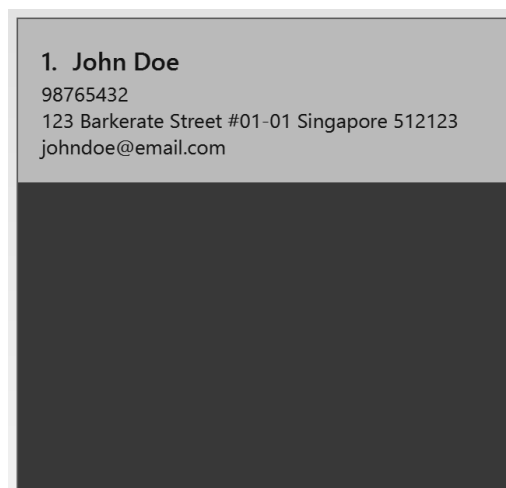 1. John Doe
98765432
123 Barkerate Street #01-01 Singapore 512123
johndoe@email.com